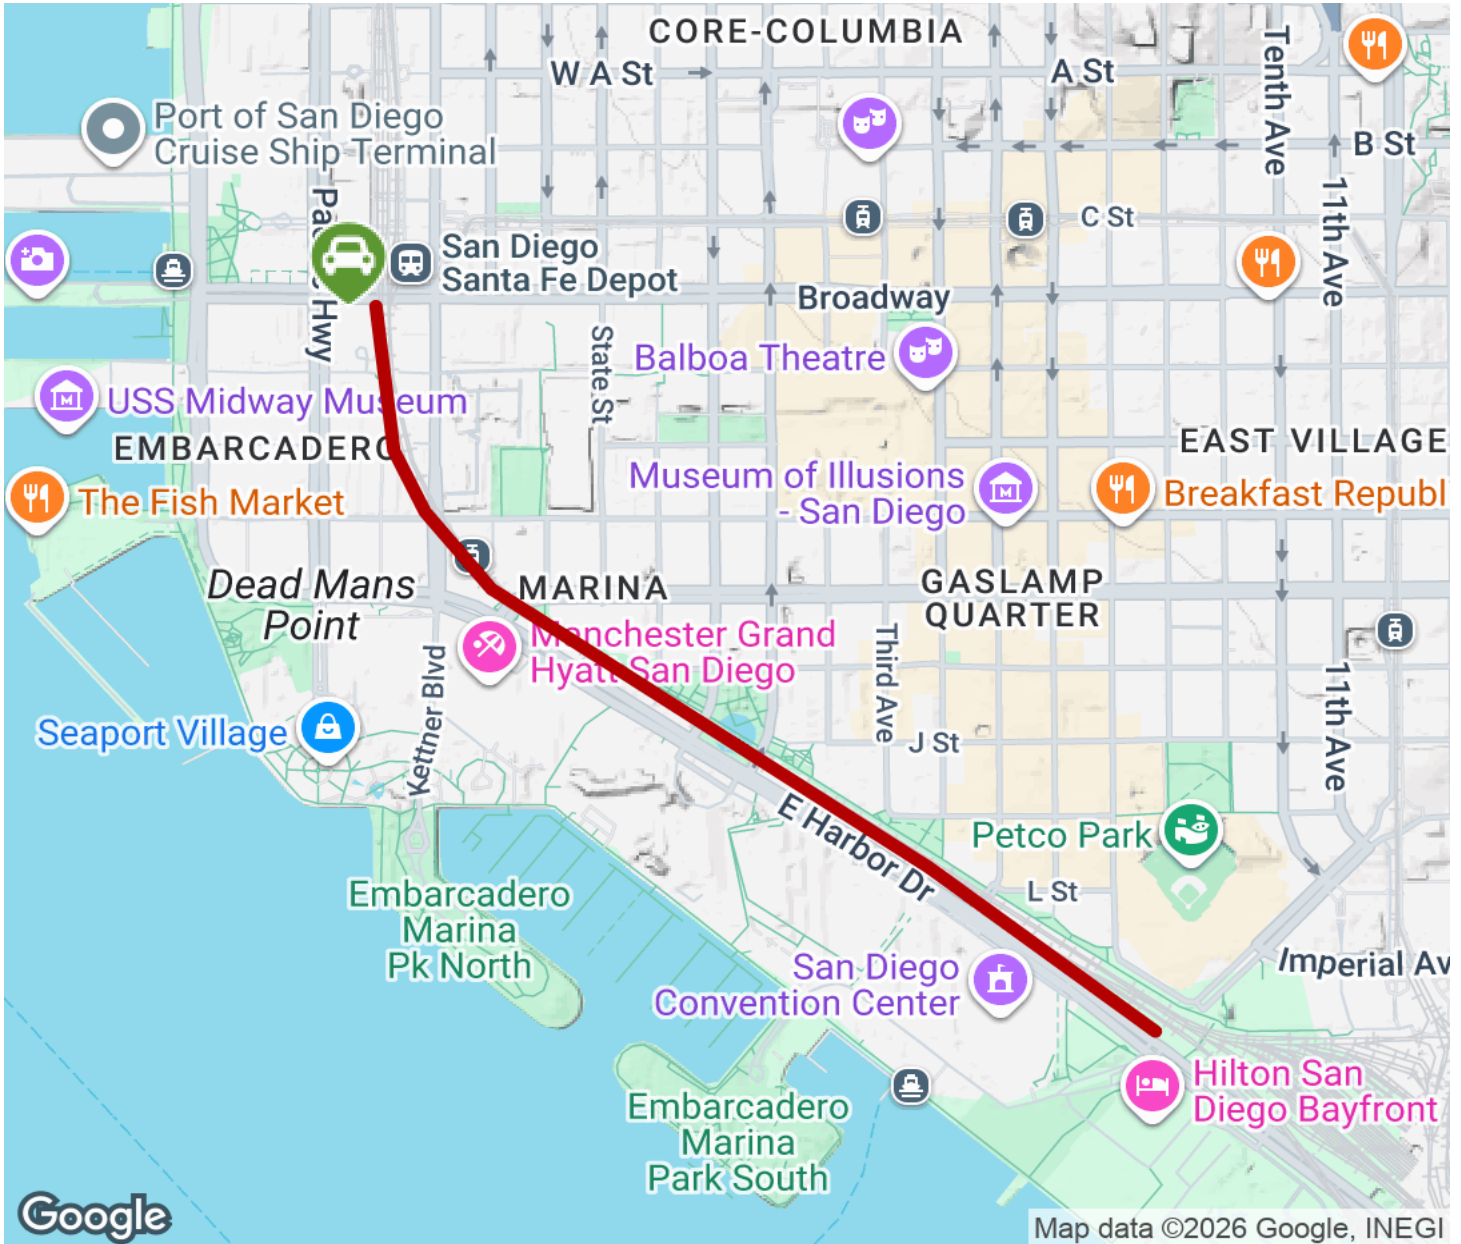 CORE-COLUMBIA
W A St
A St
Tenth Ave
Port of San Diego
Cruise Ship Terminal
B St
11th Ave
C St
San Diego
Santa Fe Depot
Hwy
Broadway
State St
Balboa Theatre
USS Midway Museum
EMBARCADERO
EAST VILLAGE
Museum of Illusions
- San Diego
The Fish Market
Breakfast Republ
Dead Mans
Point
MARINA
GASLAMP
QUARTER
Manchester Grand
Hyatt San Diego
Third Ave
Kettner Blvd
11th Ave
Seaport Village
J St
E Harbor Dr
Petco Park
L St
Embarcadero
Marina
Pk North
San Diego
Convention Center
Imperial Av
Hilton San
Diego Bayfront
Embarcadero
Marina
Park South
Google
Map data ©2026 Google, INEGI